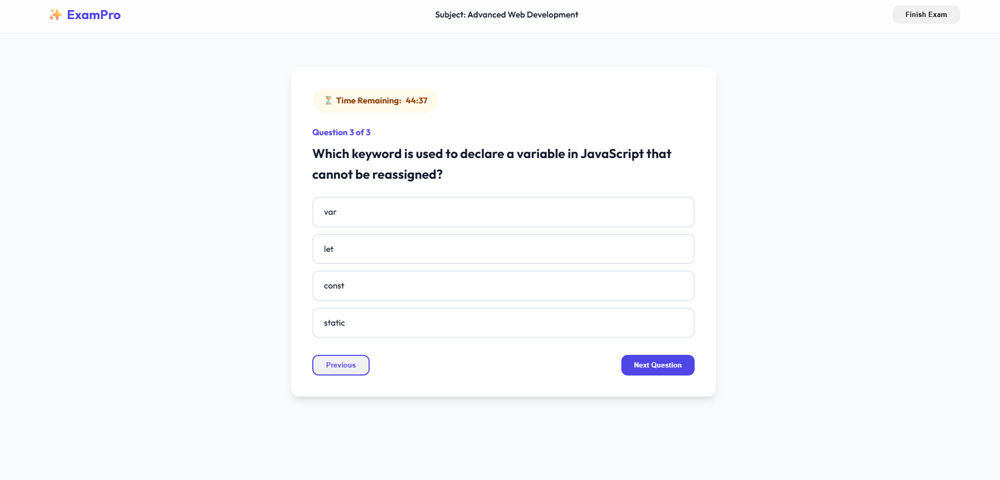 ✨ ExamPro
Subject: Advanced Web Development
Finish Exam
⏳ Time Remaining: 44:37
Question 3 of 3
Which keyword is used to declare a variable in JavaScript that
cannot be reassigned?
var
let
const
static
Previous
Next Question